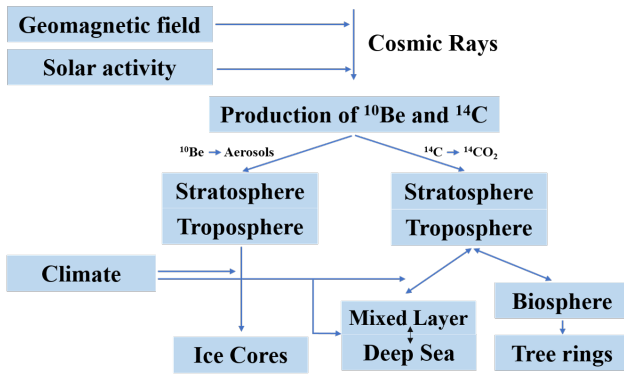 Geomagnetic field
Cosmic Rays
Solar activity
Production of ¹⁰Be and ¹⁴C
¹⁰Be → Aerosols
¹⁴C → ¹⁴CO₂
Stratosphere
Troposphere
Stratosphere
Troposphere
Climate
Biosphere
Mixed Layer
Deep Sea
Ice Cores
Tree rings